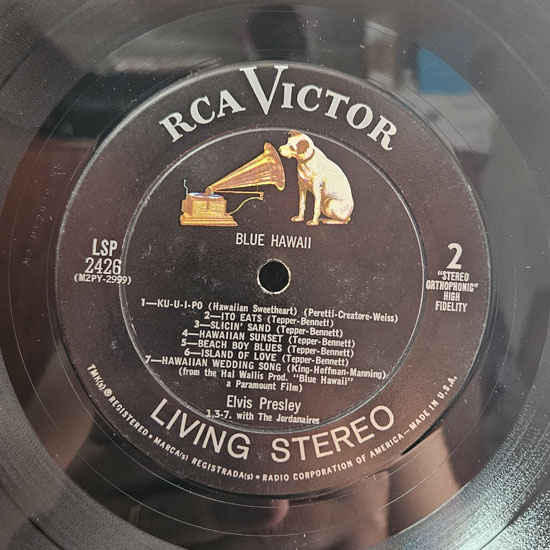 RCA VICTOR
BLUE HAWAII
LSP
2426
(M2PY-2999)
2
"STEREO
ORTHOPHONIC"
HIGH
FIDELITY
1—KU-U-I-PO (Hawaiian Sweetheart) (Peretti-Creatore-Weiss)
2—ITO EATS (Tepper-Bennett)
3—SLICIN' SAND (Tepper-Bennett)
4—HAWAIIAN SUNSET (Tepper-Bennett)
5—BEACH BOY BLUES (Tepper-Bennett)
6—ISLAND OF LOVE (Tepper-Bennett)
7—HAWAIIAN WEDDING SONG (King-Hoffman-Manning)
(from the Hal Wallis Prod. "Blue Hawaii"
a Paramount Film)
Elvis Presley
1,3-7. with The Jordanaires
LIVING STEREO
TMK(s) ® REGISTERED • MARCA(s) REGISTRADA(s) • RADIO CORPORATION OF AMERICA—MADE IN U.S.A.